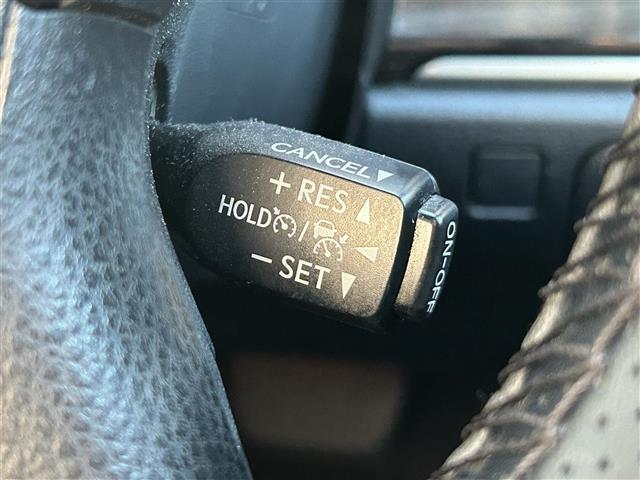 CANCEL▼
+ RES ▲
HOLD / ◀
− SET ▼
ON-OFF